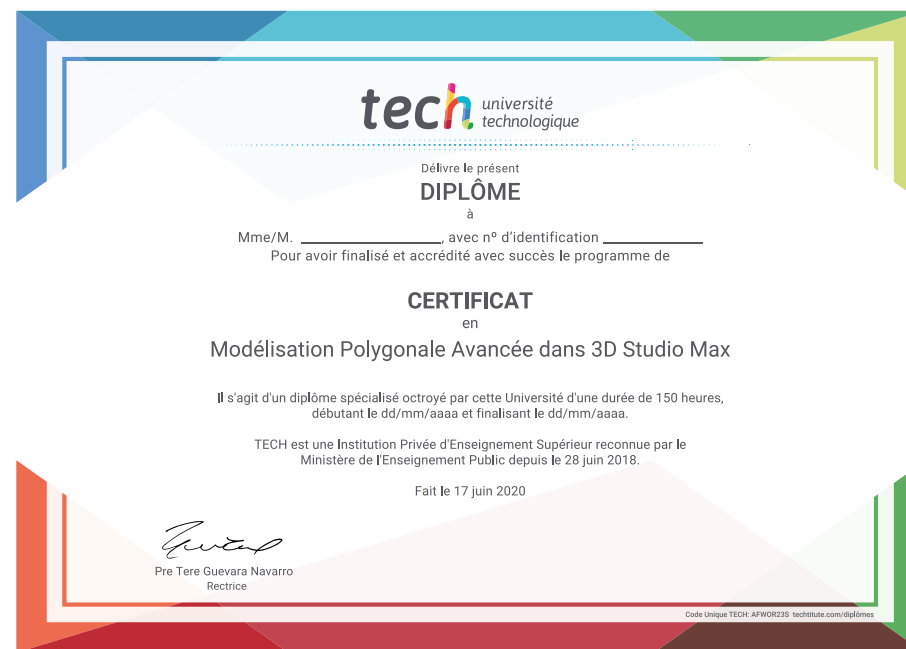 tech université
technologique
Délivre le présent
DIPLÔME
à
Mme/M. ____________________, avec nº d'identification ______________
Pour avoir finalisé et accrédité avec succès le programme de
CERTIFICAT
en
Modélisation Polygonale Avancée dans 3D Studio Max
Il s'agit d'un diplôme spécialisé octroyé par cette Université d'une durée de 150 heures,
débutant le dd/mm/aaaa et finalisant le dd/mm/aaaa.
TECH est une Institution Privée d'Enseignement Supérieur reconnue par le
Ministère de l'Enseignement Public depuis le 28 juin 2018.
Fait le 17 juin 2020
Pre Tere Guevara Navarro
Rectrice
Code Unique TECH: AFWOR23S techtitute.com/diplômes